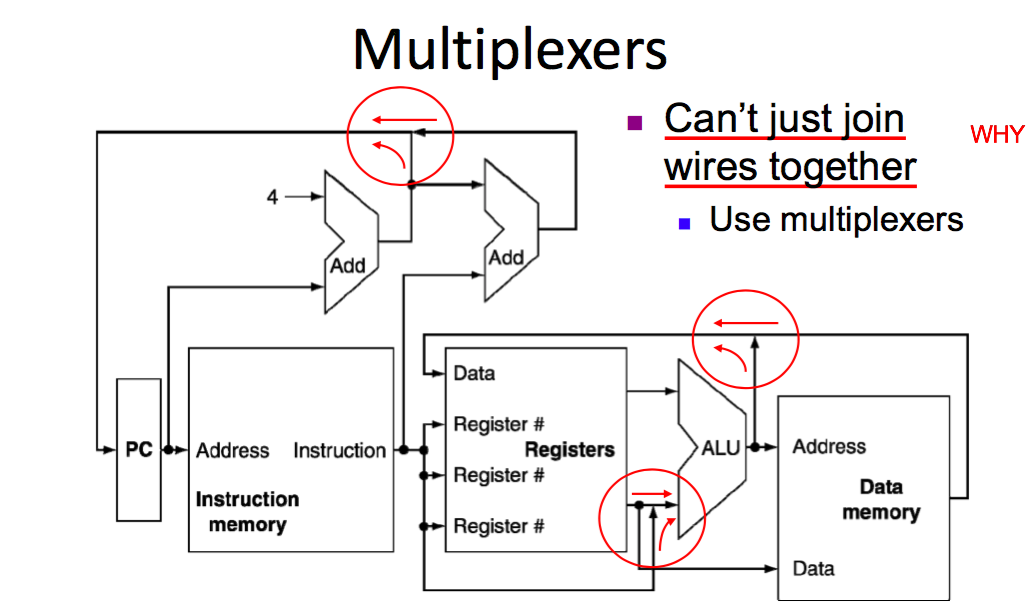 Multiplexers
Can't just join
wires together
WHY
Use multiplexers
4
Add
Add
PC
Address
Instruction
Instruction
memory
Data
Register #
Registers
Register #
Register #
ALU
Address
Data
memory
Data